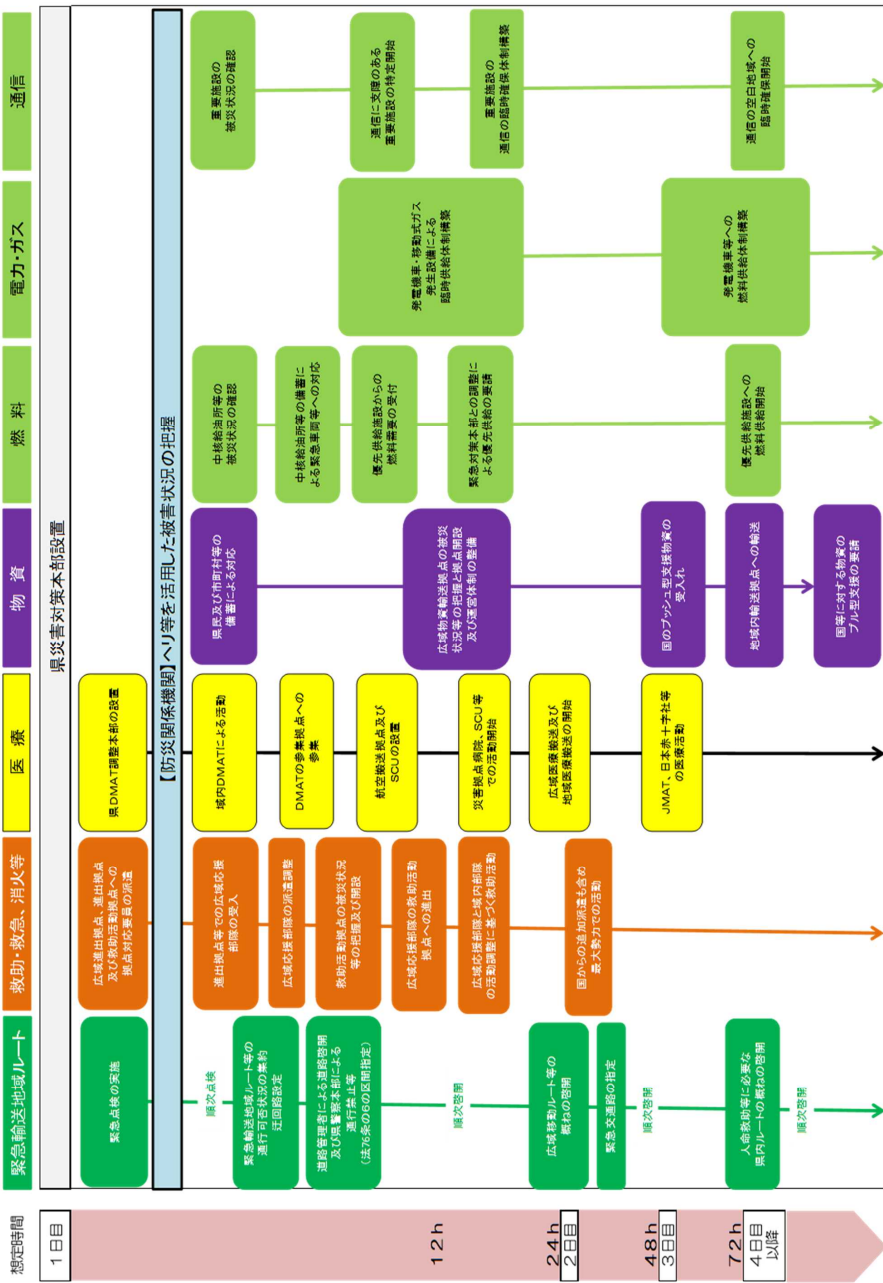 想定時間
緊急輸送地域ルート
救助・救急、消火等
医 療
物 資
燃 料
電力・ガス
通信
1日目
12h
24h
2日目
48h
3日目
72h
4日目
以降
県災害対策本部設置
【防災関係機関】ヘリ等を活用した被害状況の把握
緊急点検の実施
順次点検
緊急輸送地域ルート等の
通行可否状況の集約
迂回路設定
道路管理者による道路啓開
及び県警察本部による
通行禁止等
(法76条の6の区間指定)
順次啓開
広域移動ルート等の
概ねの啓開
緊急交通路の指定
順次啓開
人命救助等に必要な
県内ルートの概ねの啓開
順次啓開
広域進出拠点、進出拠点
及び救助活動拠点への
拠点対応要員の派遣
進出拠点等での広域応援
部隊の受入
広域応援部隊の派遣調整
救助活動拠点の被災状況
等の把握及び開設
広域応援部隊の救助活動
拠点への進出
広域応援部隊と域内部隊
の活動調整に基づく救助活動
国からの追加派遣も含め
最大勢力での活動
県DMAT調整本部の設置
域内DMATによる活動
DMATの参集拠点への
参集
航空搬送拠点及び
SCUの設置
災害拠点病院、SCU等
での活動開始
広域医療搬送及び
地域医療搬送の開始
JMAT、日本赤十字社等
の医療活動
県民及び市町村等の
備蓄による対応
広域物資輸送拠点の被災
状況等の把握と拠点開設
及び運営体制の整備
国のプッシュ型支援物資の
受入れ
地域内輸送拠点への輸送
国等に対する物資の
プル型支援の要請
中核給油所等の
被災状況の確認
中核給油所等の備蓄に
よる緊急車両等への対応
優先供給施設からの
燃料需要の受付
緊急対策本部との調整に
よる優先供給の要請
優先供給施設への
燃料供給開始
発電機車・移動式ガス
発生設備による
臨時供給体制構築
発電機車等への
燃料供給体制構築
重要施設の
被災状況の確認
通信に支障のある
重要施設の特定開始
重要施設の
通信の臨時確保体制構築
通信の空白地域への
臨時確保開始